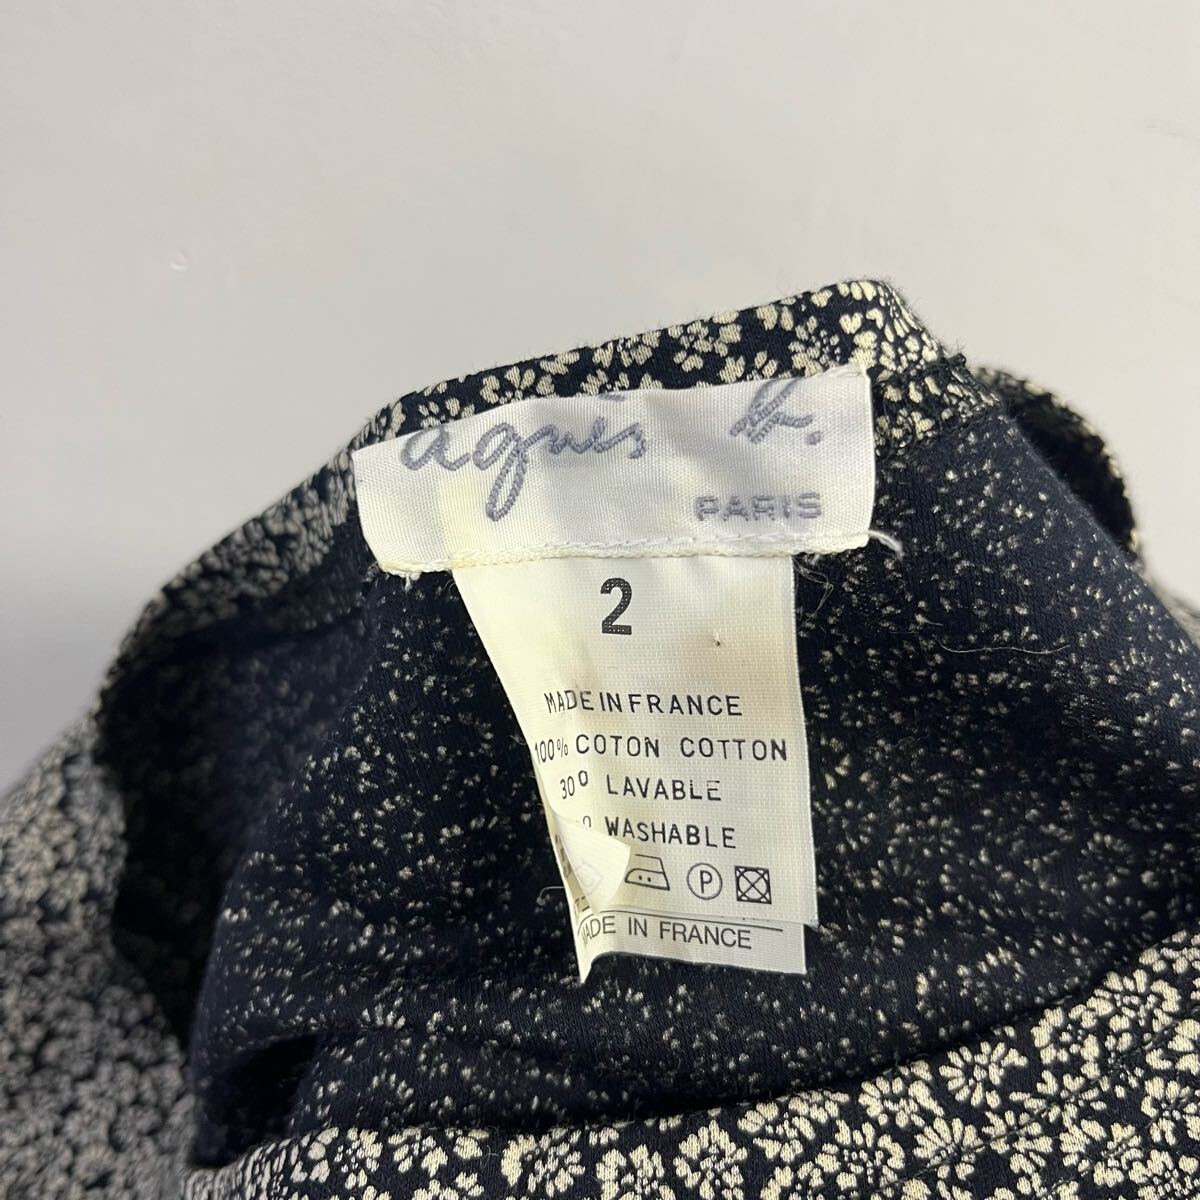 agnès b.
PARIS
2
MADE IN FRANCE
100% COTON COTTON
30° LAVABLE
WASHABLE
P
MADE IN FRANCE